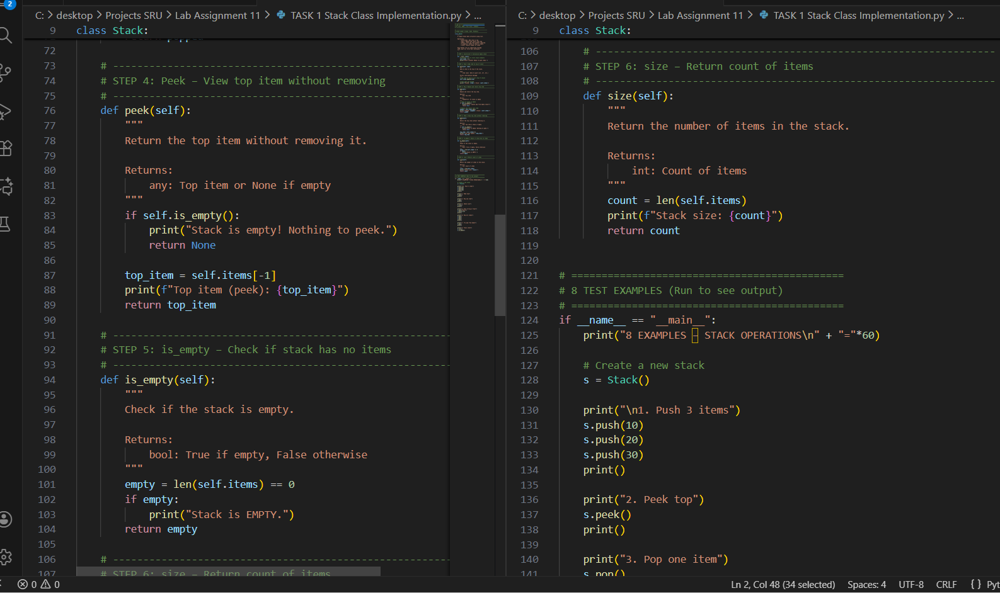 2
C: > desktop > Projects SRU > Lab Assignment 11 > TASK 1 Stack Class Implementation.py > ...
9 class Stack:
72
73 # --------------------------------------------------------
74 # STEP 4: Peek – View top item without removing
75 # --------------------------------------------------------
76 def peek(self):
77 """
78 Return the top item without removing it.
79
80 Returns:
81 any: Top item or None if empty
82 """
83 if self.is_empty():
84 print("Stack is empty! Nothing to peek.")
85 return None
86
87 top_item = self.items[-1]
88 print(f"Top item (peek): {top_item}")
89 return top_item
90
91 # --------------------------------------------------------
92 # STEP 5: is_empty – Check if stack has no items
93 # --------------------------------------------------------
94 def is_empty(self):
95 """
96 Check if the stack is empty.
97
98 Returns:
99 bool: True if empty, False otherwise
100 """
101 empty = len(self.items) == 0
102 if empty:
103 print("Stack is EMPTY.")
104 return empty
105
106 # --------------------------------------------------------
107 # STEP 6: size – Return count of items
C: > desktop > Projects SRU > Lab Assignment 11 > TASK 1 Stack Class Implementation.py > ...
9 class Stack:
106 # ------------------------------------------------------------------
107 # STEP 6: size – Return count of items
108 # ------------------------------------------------------------------
109 def size(self):
110 """
111 Return the number of items in the stack.
112
113 Returns:
114 int: Count of items
115 """
116 count = len(self.items)
117 print(f"Stack size: {count}")
118 return count
119
120
121 # =============================================
122 # 8 TEST EXAMPLES (Run to see output)
123 # =============================================
124 if __name__ == "__main__":
125 print("8 EXAMPLES – STACK OPERATIONS\n" + "="*60)
126
127 # Create a new stack
128 s = Stack()
129
130 print("\n1. Push 3 items")
131 s.push(10)
132 s.push(20)
133 s.push(30)
134 print()
135
136 print("2. Peek top")
137 s.peek()
138 print()
139
140 print("3. Pop one item")
141 s.pop()
0 0 Ln 2, Col 48 (34 selected) Spaces: 4 UTF-8 CRLF { } Pyt